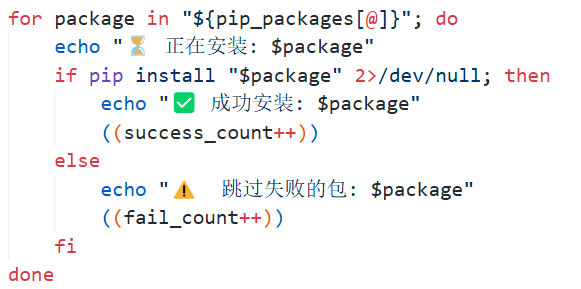 for package in "${pip_packages[@]}"; do
    echo "⏳ 正在安装: $package"
    if pip install "$package" 2>/dev/null; then
        echo "✅ 成功安装: $package"
        ((success_count++))
    else
        echo "⚠️  跳过失败的包: $package"
        ((fail_count++))
    fi
done